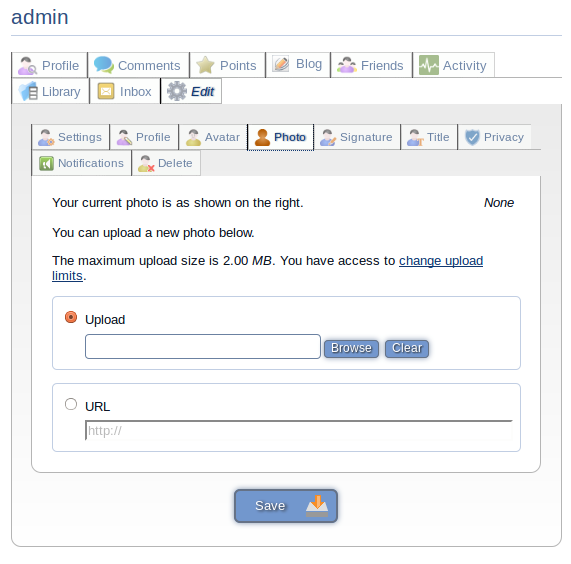 admin
Profile Comments Points Blog Friends Activity
Library Inbox Edit
Settings Profile Avatar Photo Signature Title Privacy
Notifications Delete
Your current photo is as shown on the right. None
You can upload a new photo below.
The maximum upload size is 2.00 MB. You have access to change upload
limits.
Upload
Browse Clear
URL
http://
Save